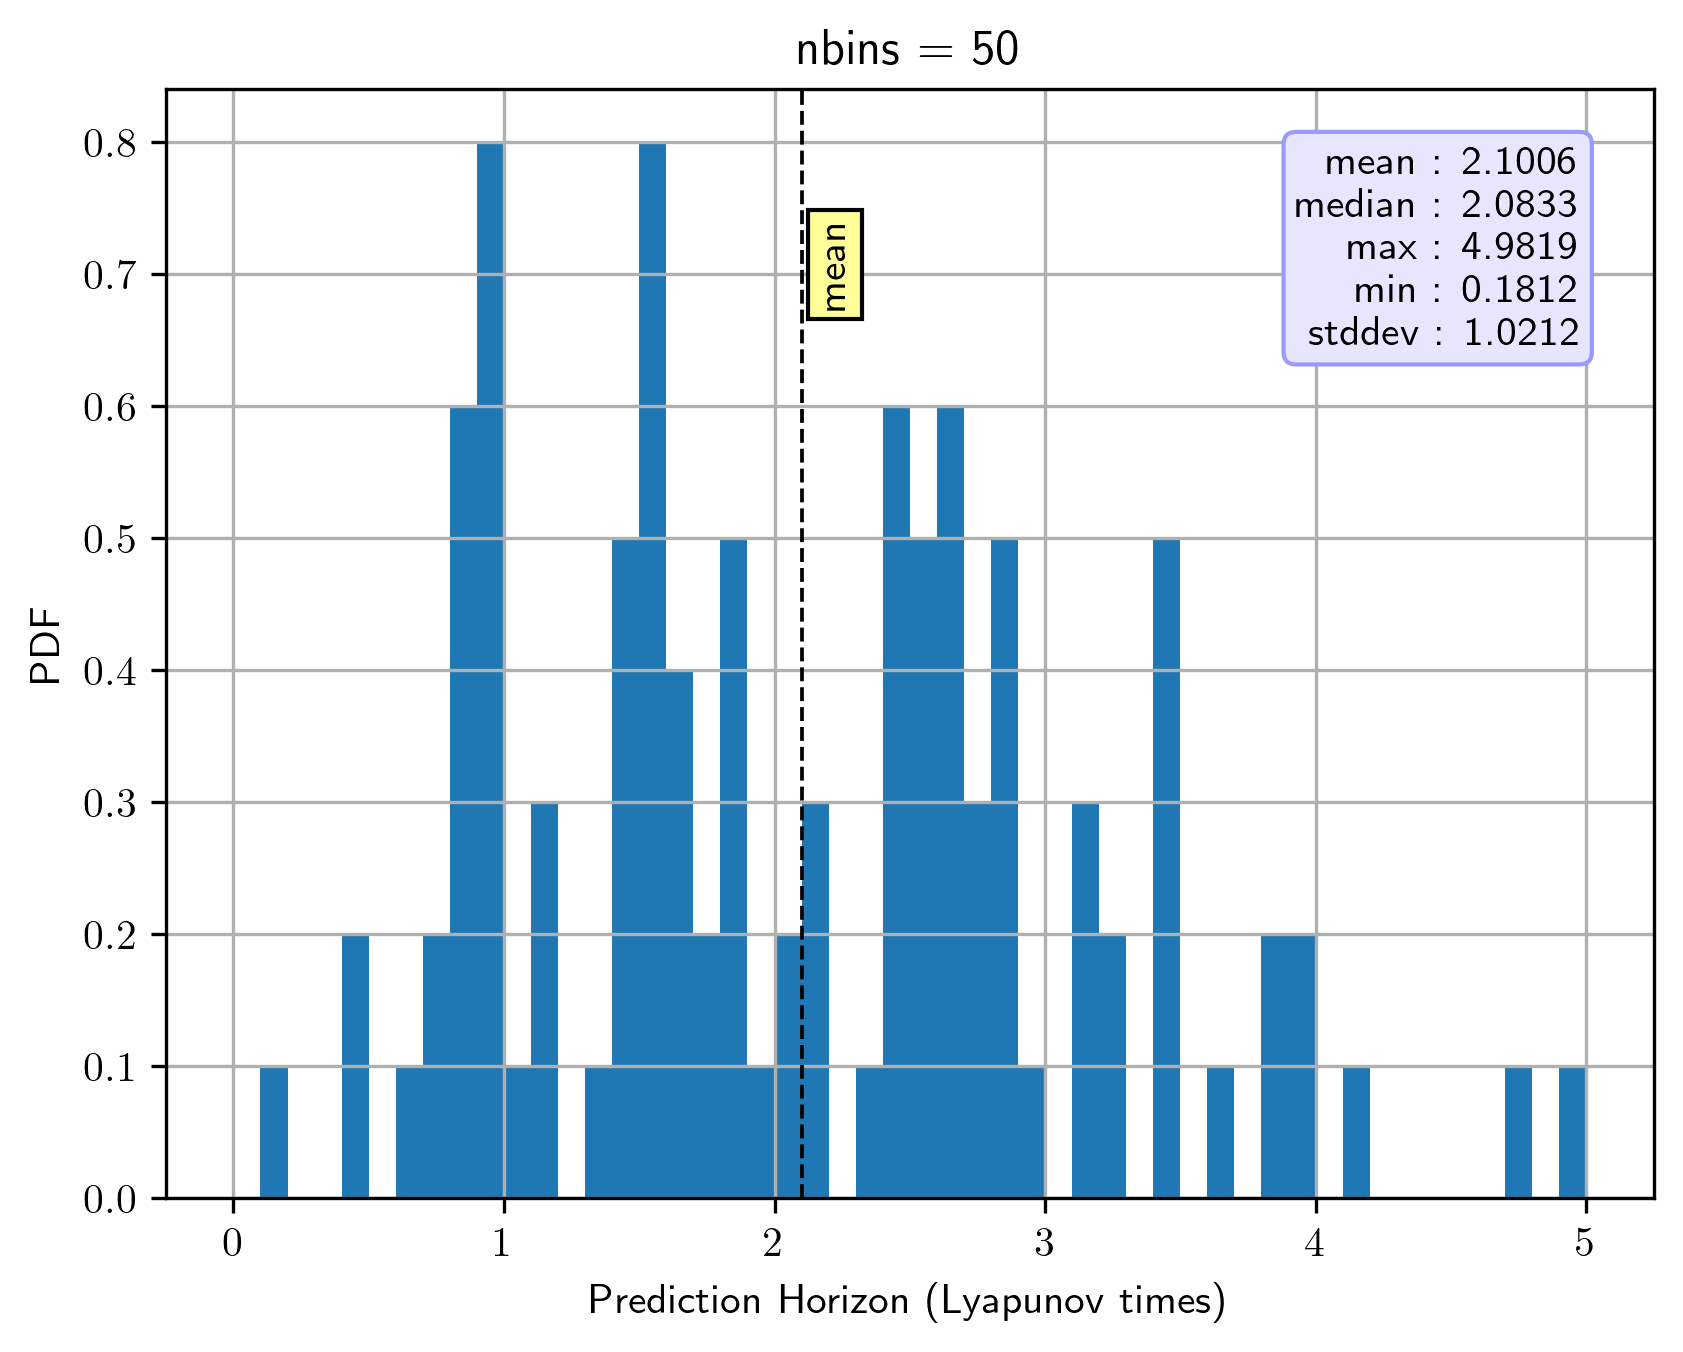 nbins = 50
0.8
0.7
0.6
0.5
0.4
0.3
0.2
0.1
0.0
PDF
mean
mean : 2.1006
median : 2.0833
max : 4.9819
min : 0.1812
stddev : 1.0212
0 1 2 3 4 5
Prediction Horizon (Lyapunov times)